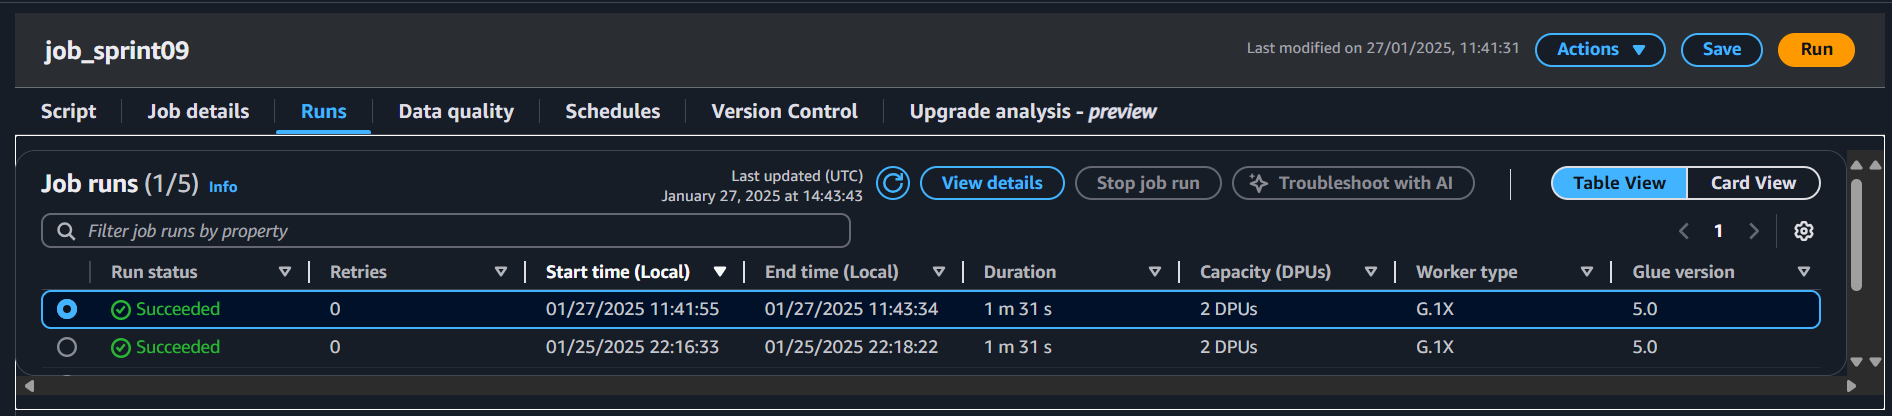 job_sprint09
Last modified on 27/01/2025, 11:41:31
Actions
Save
Run
Script
Job details
Runs
Data quality
Schedules
Version Control
Upgrade analysis - preview
Job runs (1/5) Info
Last updated (UTC)
January 27, 2025 at 14:43:43
View details
Stop job run
Troubleshoot with AI
Table View
Card View
Filter job runs by property
1
Run status Retries Start time (Local) End time (Local) Duration Capacity (DPUs) Worker type Glue version
Succeeded 0 01/27/2025 11:41:55 01/27/2025 11:43:34 1 m 31 s 2 DPUs G.1X 5.0
Succeeded 0 01/25/2025 22:16:33 01/25/2025 22:18:22 1 m 31 s 2 DPUs G.1X 5.0